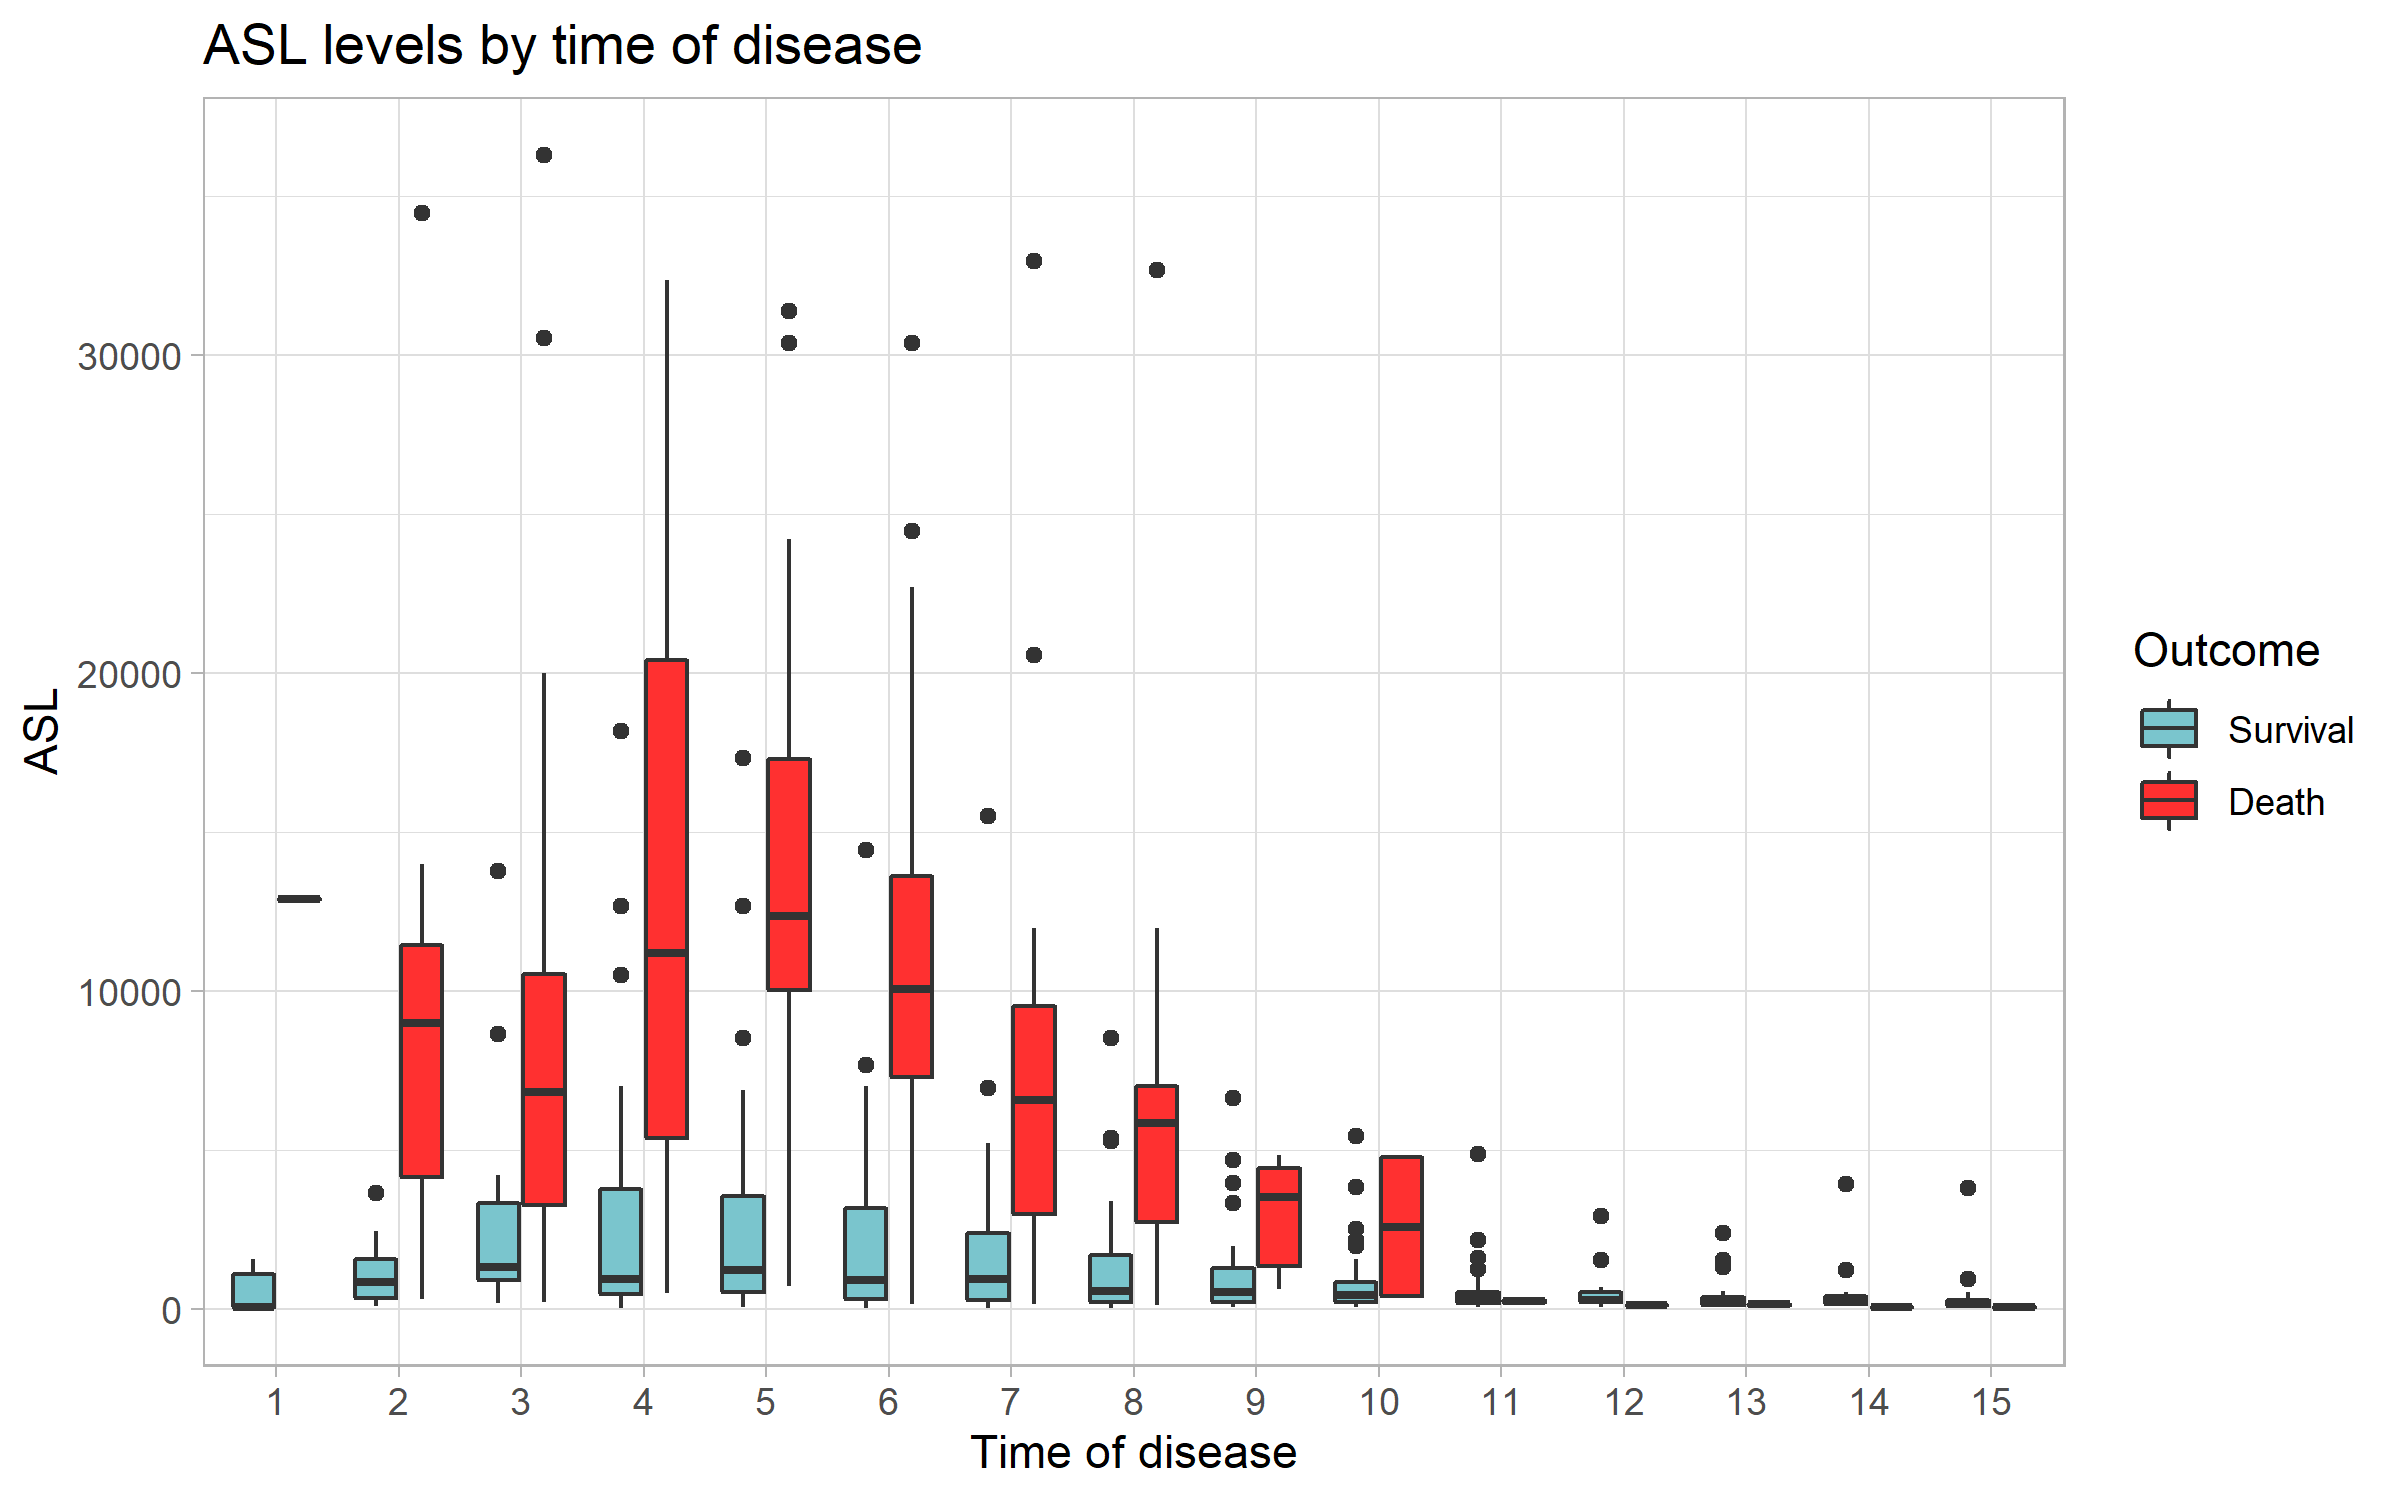 ASL levels by time of disease
30000
20000
10000
0
ASL
1 2 3 4 5 6 7 8 9 10 11 12 13 14 15
Time of disease
Outcome
Survival
Death